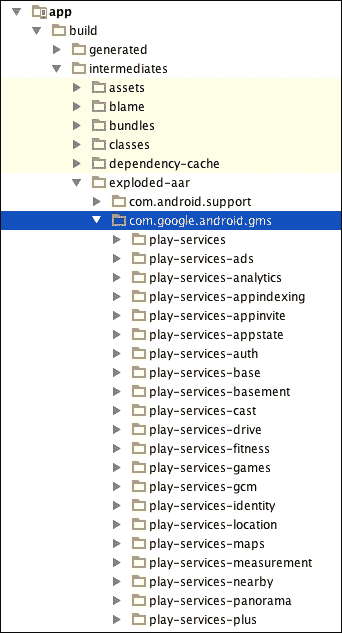 app
build
generated
intermediates
assets
blame
bundles
classes
dependency-cache
exploded-aar
com.android.support
com.google.android.gms
play-services
play-services-ads
play-services-analytics
play-services-appindexing
play-services-appinvite
play-services-appstate
play-services-auth
play-services-base
play-services-basement
play-services-cast
play-services-drive
play-services-fitness
play-services-games
play-services-gcm
play-services-identity
play-services-location
play-services-maps
play-services-measurement
play-services-nearby
play-services-panorama
play-services-plus